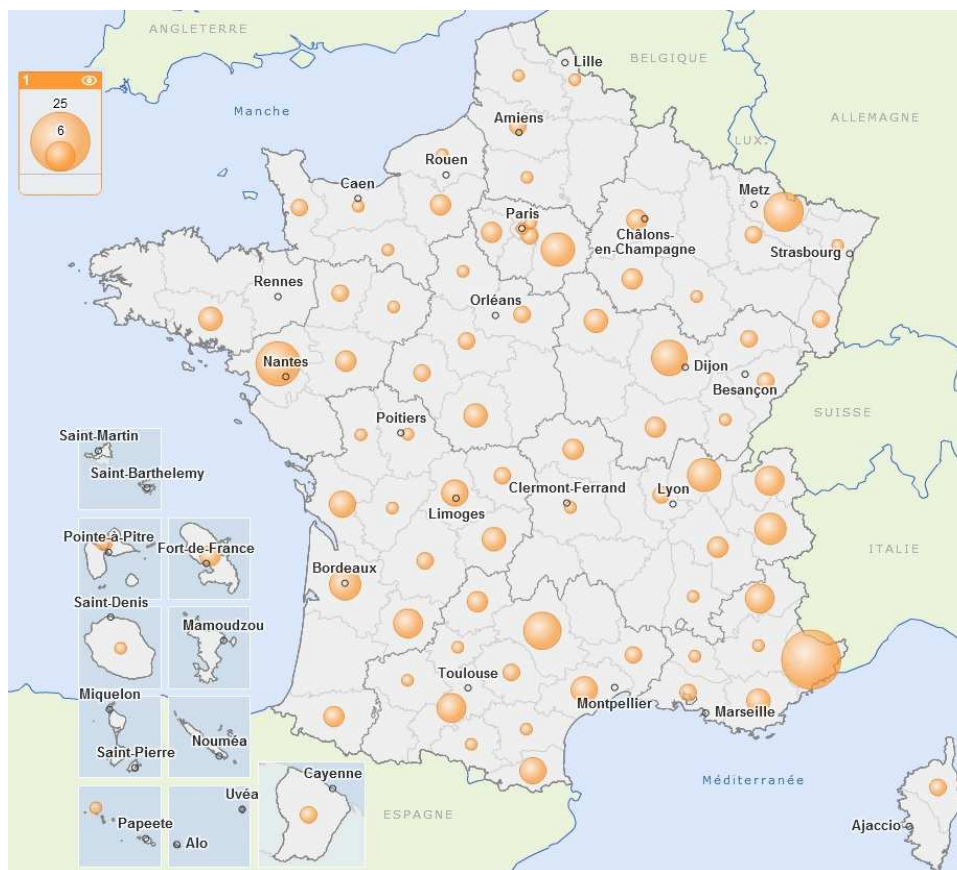 ANGLETERRE
BELGIQUE
ALLEMAGNE
LUX.
Manche
1
25
6
Lille
Amiens
Rouen
Caen
Paris
Metz
Châlons-
en-Champagne
Strasbourg
Rennes
Orléans
Nantes
Dijon
Besançon
Poitiers
SUISSE
Saint-Martin
Saint-Barthelemy
Clermont-Ferrand
Lyon
Limoges
Pointe-à-Pitre
Fort-de-France
ITALIE
Bordeaux
Saint-Denis
Mamoudzou
Toulouse
Montpellier
Marseille
Miquelon
Saint-Pierre
Nouméa
Cayenne
Méditerranée
Uvéa
Papeete
Alo
ESPAGNE
Ajaccio